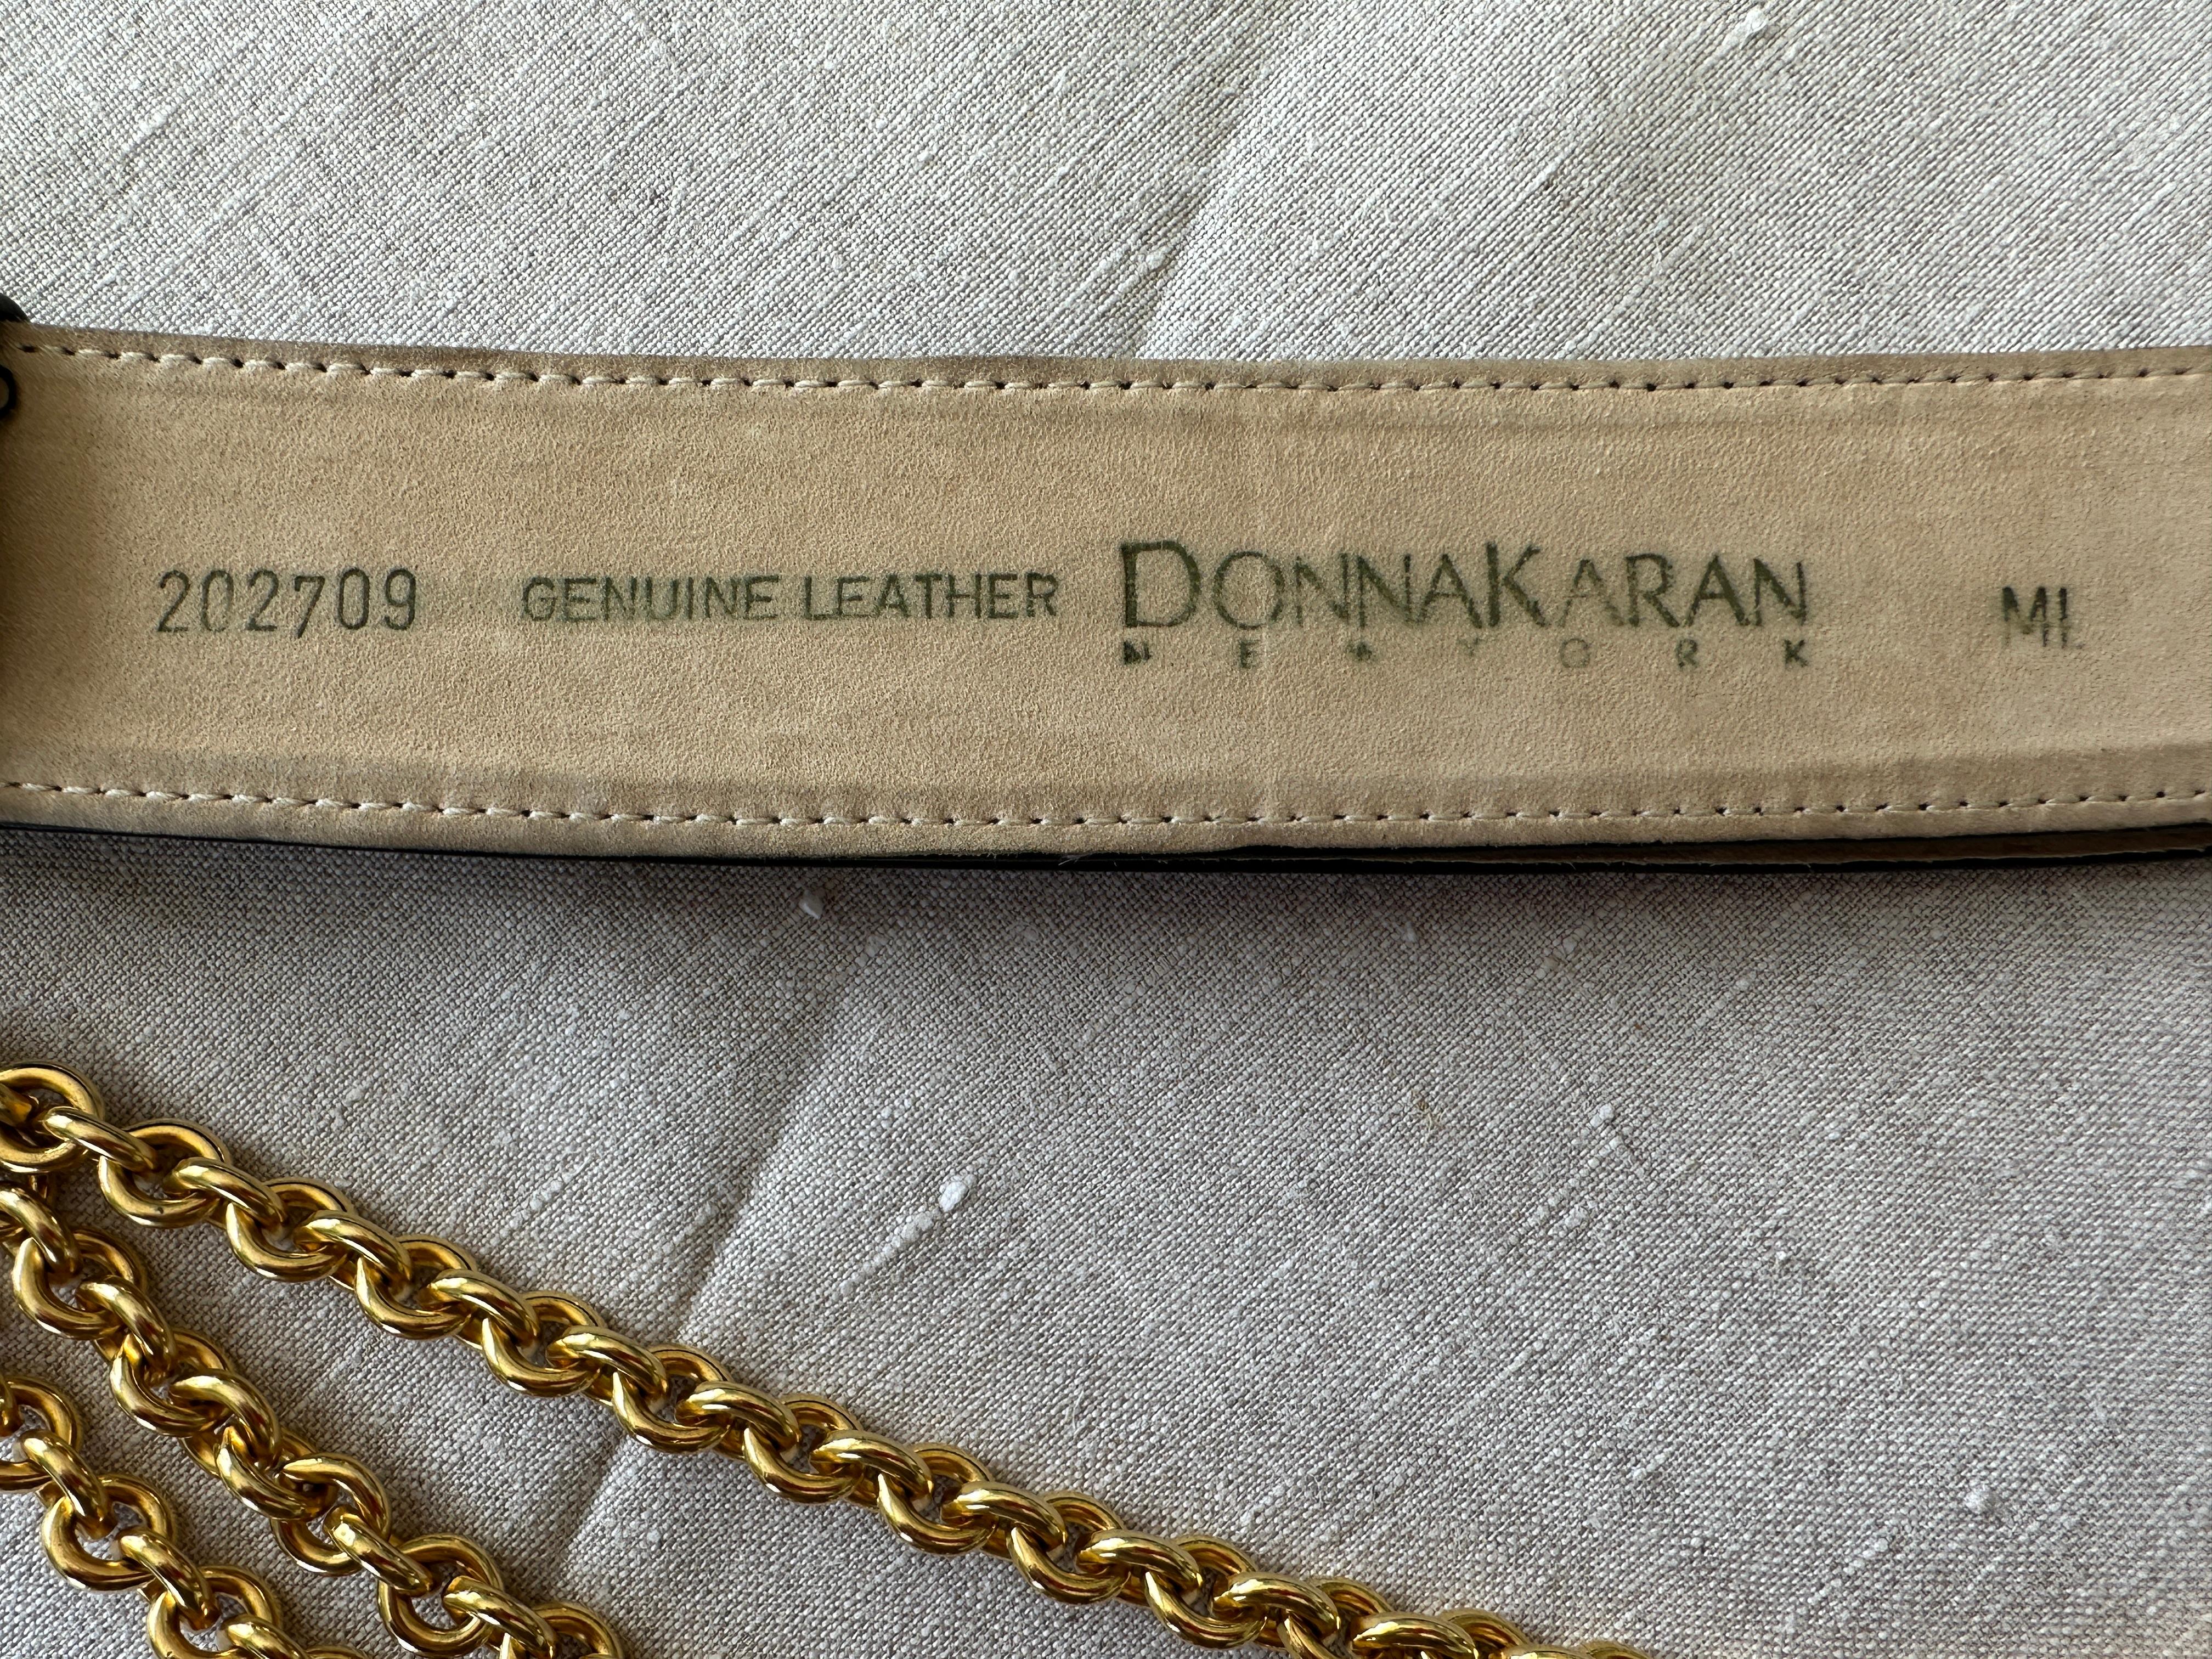 202709 GENUINE LEATHER DONNAKARAN ML
NEW YORK